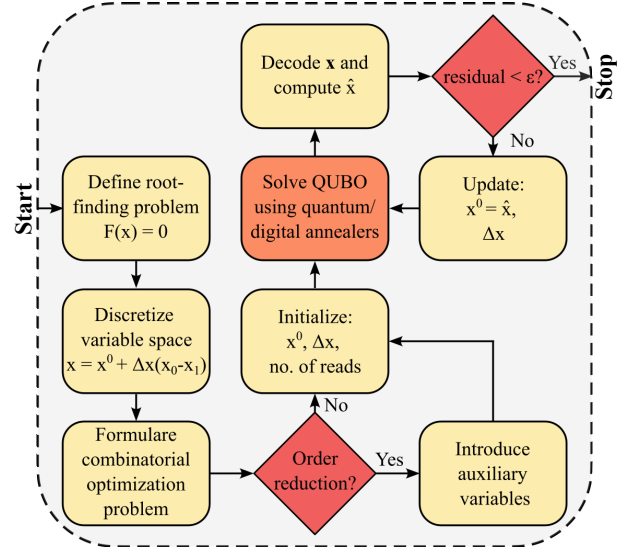 Start
Define root-
finding problem
F(x) = 0
Discretize
variable space
x = x⁰ + Δx(x₀-x₁)
Formulare
combinatorial
optimization
problem
Order
reduction?
Yes
Introduce
auxiliary
variables
No
Initialize:
x⁰, Δx,
no. of reads
Solve QUBO
using quantum/
digital annealers
Decode x and
compute x̂
residual < ε?
Yes
Stop
No
Update:
x⁰ = x̂,
Δx